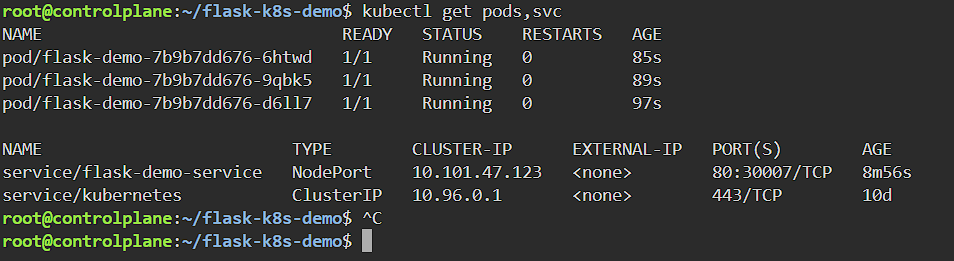 root@controlplane:~/flask-k8s-demo$ kubectl get pods,svc
NAME                             READY   STATUS    RESTARTS   AGE
pod/flask-demo-7b9b7dd676-6htwd   1/1     Running   0          85s
pod/flask-demo-7b9b7dd676-9qbk5   1/1     Running   0          89s
pod/flask-demo-7b9b7dd676-d6ll7   1/1     Running   0          97s

NAME                         TYPE        CLUSTER-IP      EXTERNAL-IP   PORT(S)        AGE
service/flask-demo-service   NodePort    10.101.47.123   <none>        80:30007/TCP   8m56s
service/kubernetes           ClusterIP   10.96.0.1       <none>        443/TCP        10d
root@controlplane:~/flask-k8s-demo$ ^C
root@controlplane:~/flask-k8s-demo$